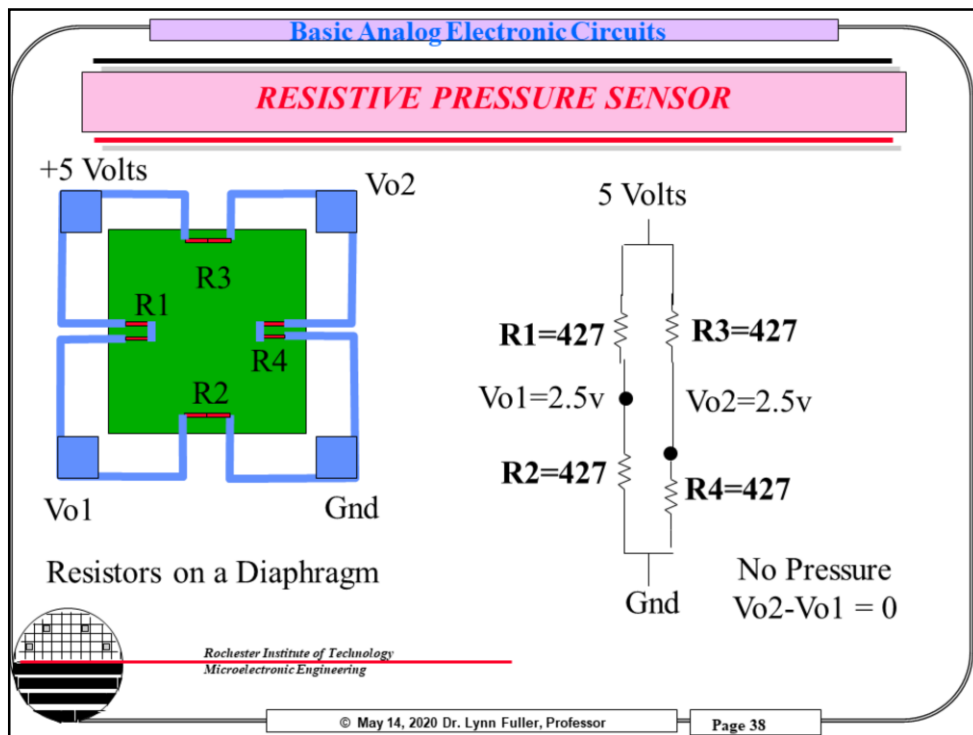 Basic Analog Electronic Circuits
RESISTIVE PRESSURE SENSOR
+5 Volts
Vo2
R3
R1
R4
R2
Vo1
Gnd
Resistors on a Diaphragm
5 Volts
R1=427
R3=427
Vo1=2.5v
Vo2=2.5v
R2=427
R4=427
Gnd
No Pressure
Vo2-Vo1 = 0
Rochester Institute of Technology
Microelectronic Engineering
© May 14, 2020 Dr. Lynn Fuller, Professor
Page 38